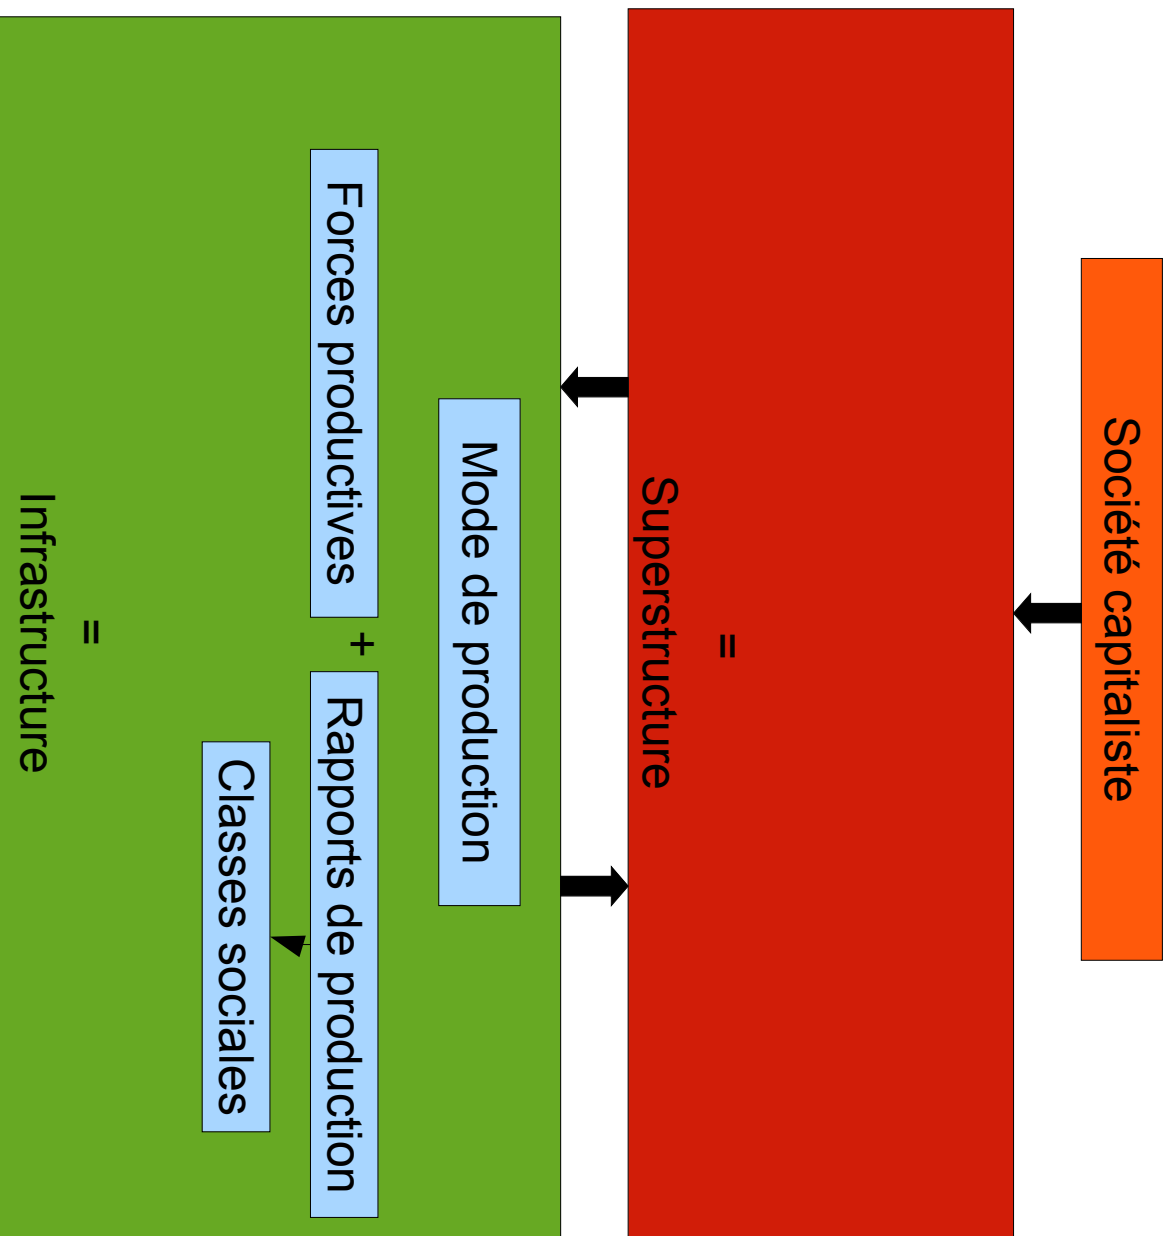 Société capitaliste
=
Superstructure
Mode de production
Forces productives
+
Rapports de production
Classes sociales
=
Infrastructure